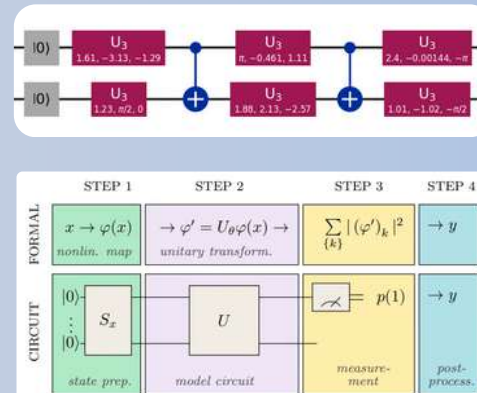 |0⟩ U₃ U₃ U₃
1.61, −3.13, −1.29 π, −0.461, 1.11 2.4, −0.00144, −π
|0⟩ U₃ U₃ U₃
1.23, π/2, 0 1.88, 2.13, −2.57 1.01, −1.02, −π/2
STEP 1 STEP 2 STEP 3 STEP 4
FORMAL
x → φ(x) → φ′ = U_θφ(x) → ∑ |(φ′)ₖ|² → y
{k}
nonlin. map unitary transform.
CIRCUIT
|0⟩ p(1) → y
⋮ Sₓ U
|0⟩
state prep. model circuit measure- post-
ment process.